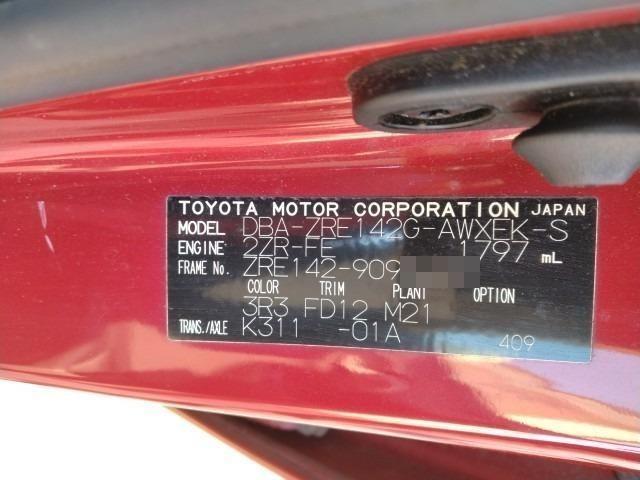 TOYOTA MOTOR CORPORATION JAPAN
MODEL DBA-ZRE142G-AWXEK-S
ENGINE 2ZR-FE 1797 mL
FRAME NO. ZRE142-909
COLOR TRIM PLANT OPTION
3R3 FD12 M21
TRANS./AXLE K311 -01A
409